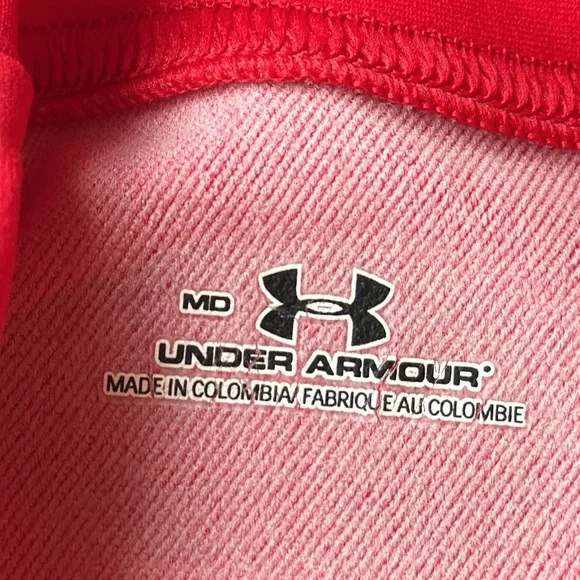 MD
UNDER ARMOUR
MADE IN COLOMBIA/ FABRIQUE AU COLOMBIE